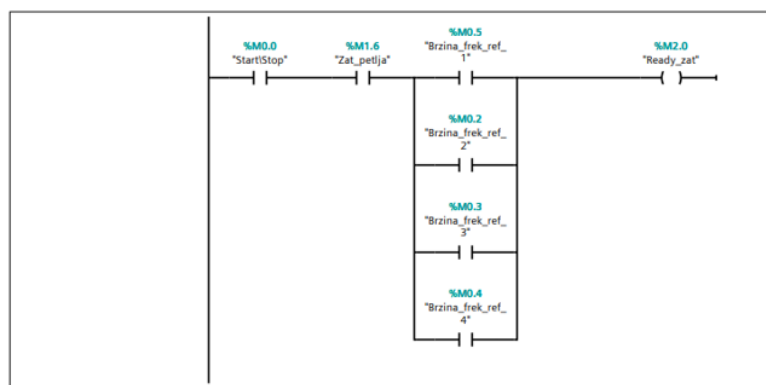 %M0.0
"Start\Stop"
%M1.6
"Zat_petlja"
%M0.5
"Brzina_frek_ref_
1"
%M2.0
"Ready_zat"
%M0.2
"Brzina_frek_ref_
2"
%M0.3
"Brzina_frek_ref_
3"
%M0.4
"Brzina_frek_ref_
4"